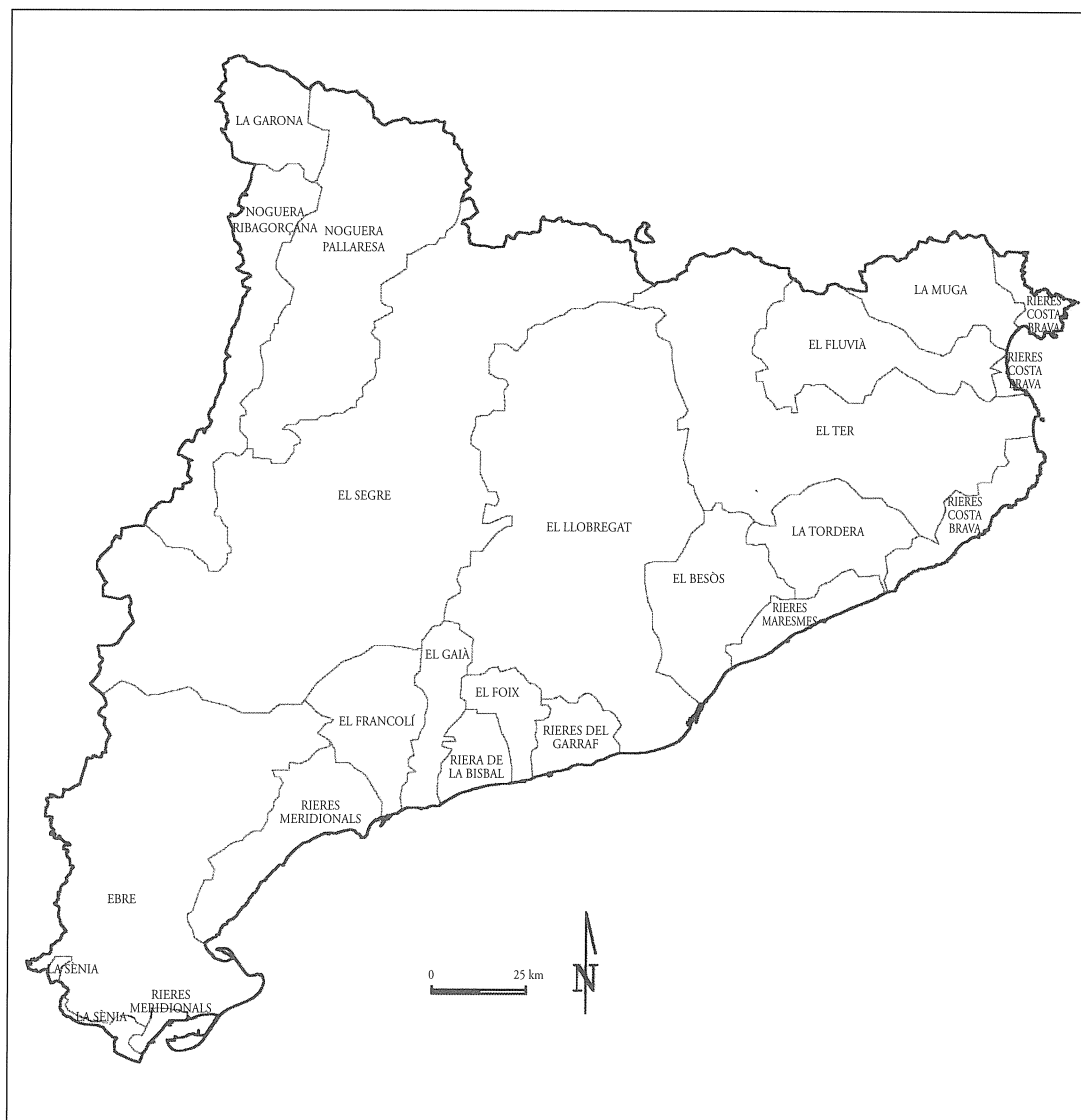 LA GARONA
NOGUERA
RIBAGORÇANA
NOGUERA
PALLARESA
LA MUGA
RIERES
COSTA
BRAVA
EL FLUVIÀ
RIERES
COSTA
BRAVA
EL TER
EL SEGRE
RIERES
COSTA
BRAVA
EL LLOBREGAT
LA TORDERA
EL BESÒS
RIERES
MARESMES
EL GAIÀ
EL FOIX
EL FRANCOLÍ
RIERES DEL
GARRAF
RIERA DE
LA BISBAL
RIERES
MERIDIONALS
EBRE
LA SÈNIA
RIERES
MERIDIONALS
LA SÈNIA
0 25 km
N